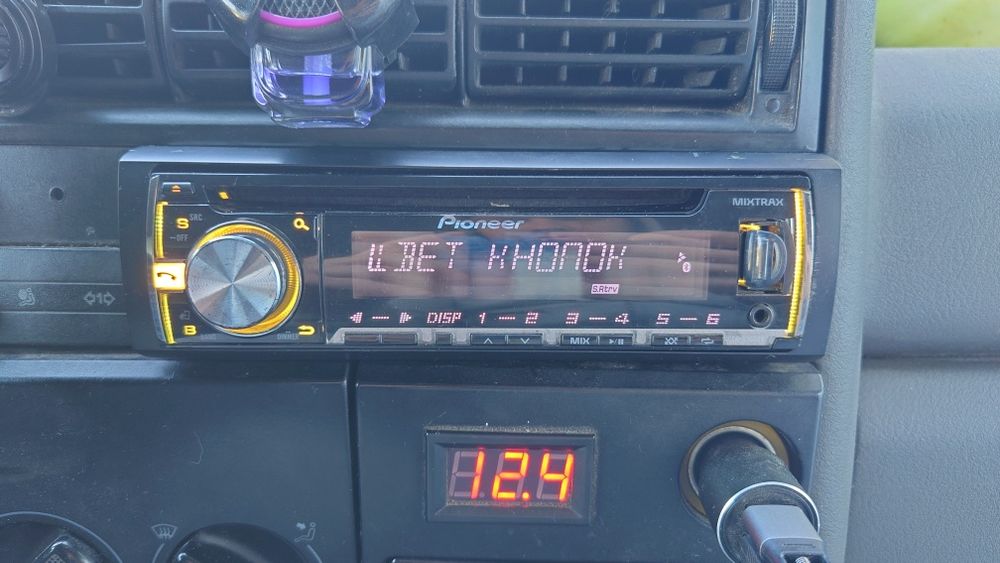 MIXTRAX
Pioneer
S SRC
OFF
ЦВЕТ КНОПОК
S.Rtrv
B
DISP 1 — 2 3 — 4 5 — 6
MIX
12.4